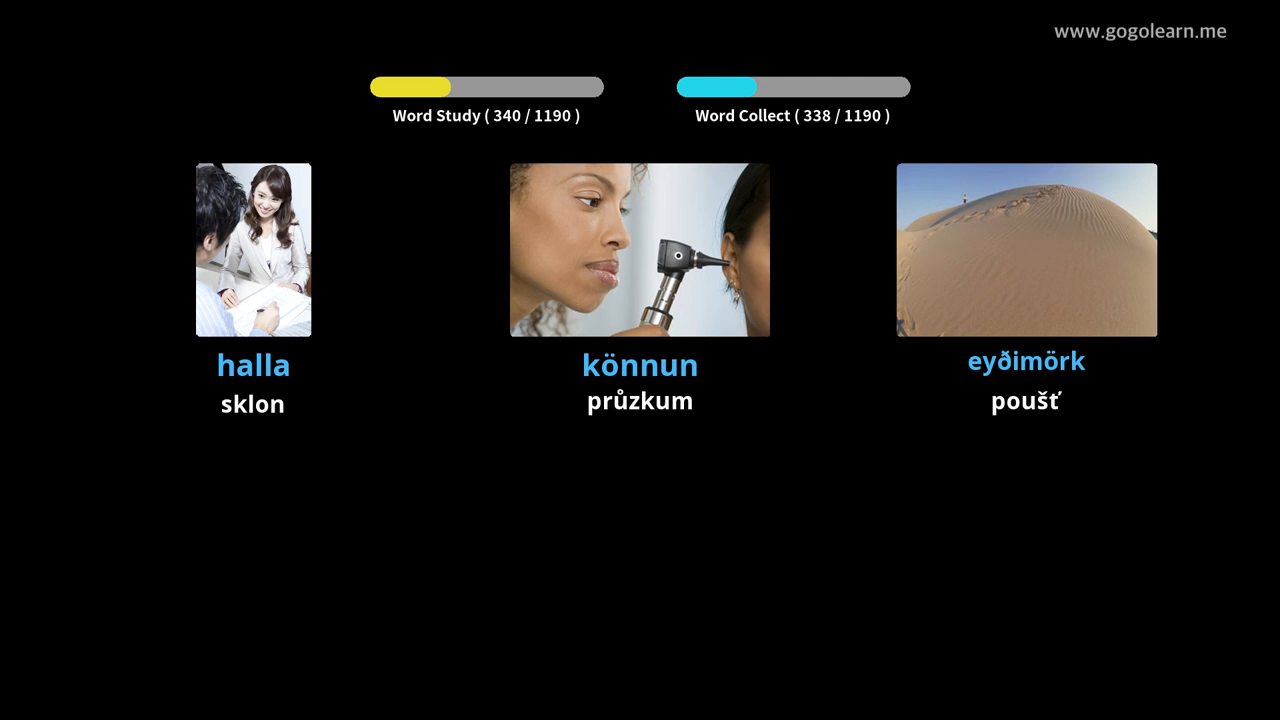 www.gogolearn.me
Word Study ( 340 / 1190 )
Word Collect ( 338 / 1190 )
halla
sklon
könnun
průzkum
eyðimörk
poušť